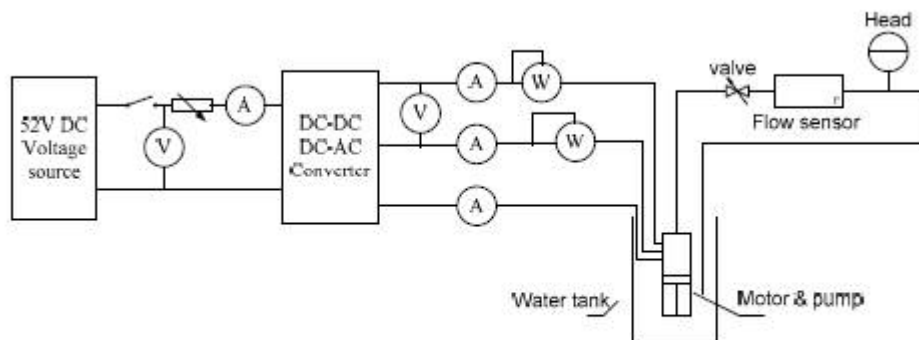 Head
valve
Flow sensor
52V DC
Voltage
source
V
A
DC-DC
DC-AC
Converter
V
A
W
A
W
A
Water tank
Motor & pump